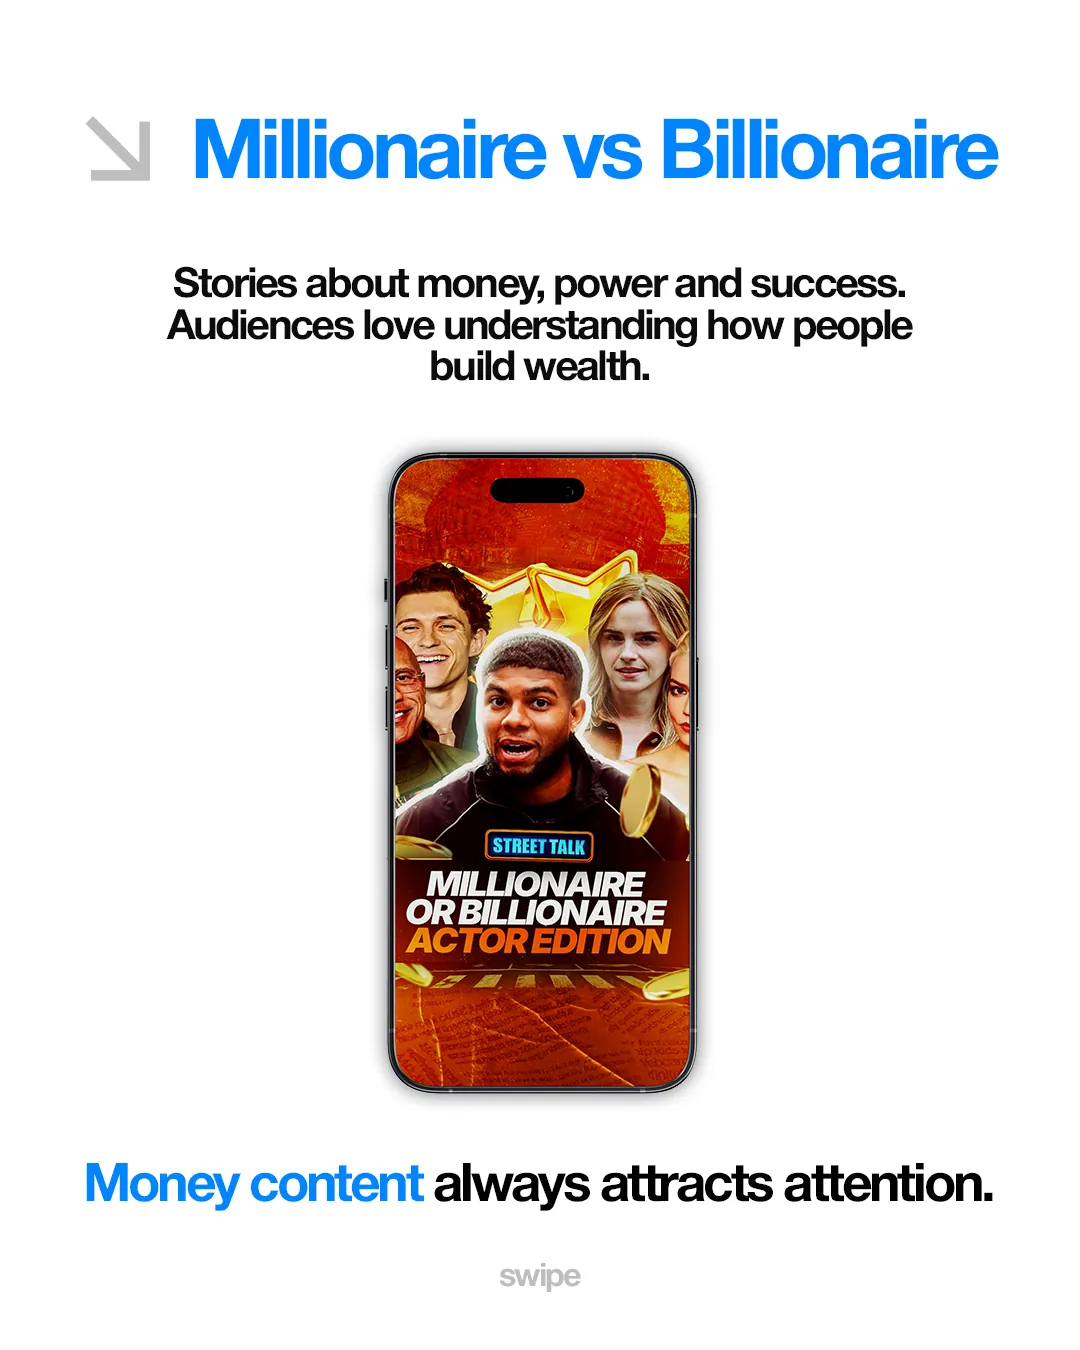 Millionaire vs Billionaire
Stories about money, power and success.
Audiences love understanding how people
build wealth.
STREET TALK
MILLIONAIRE
OR BILLIONAIRE
ACTOR EDITION
Money content always attracts attention.
swipe